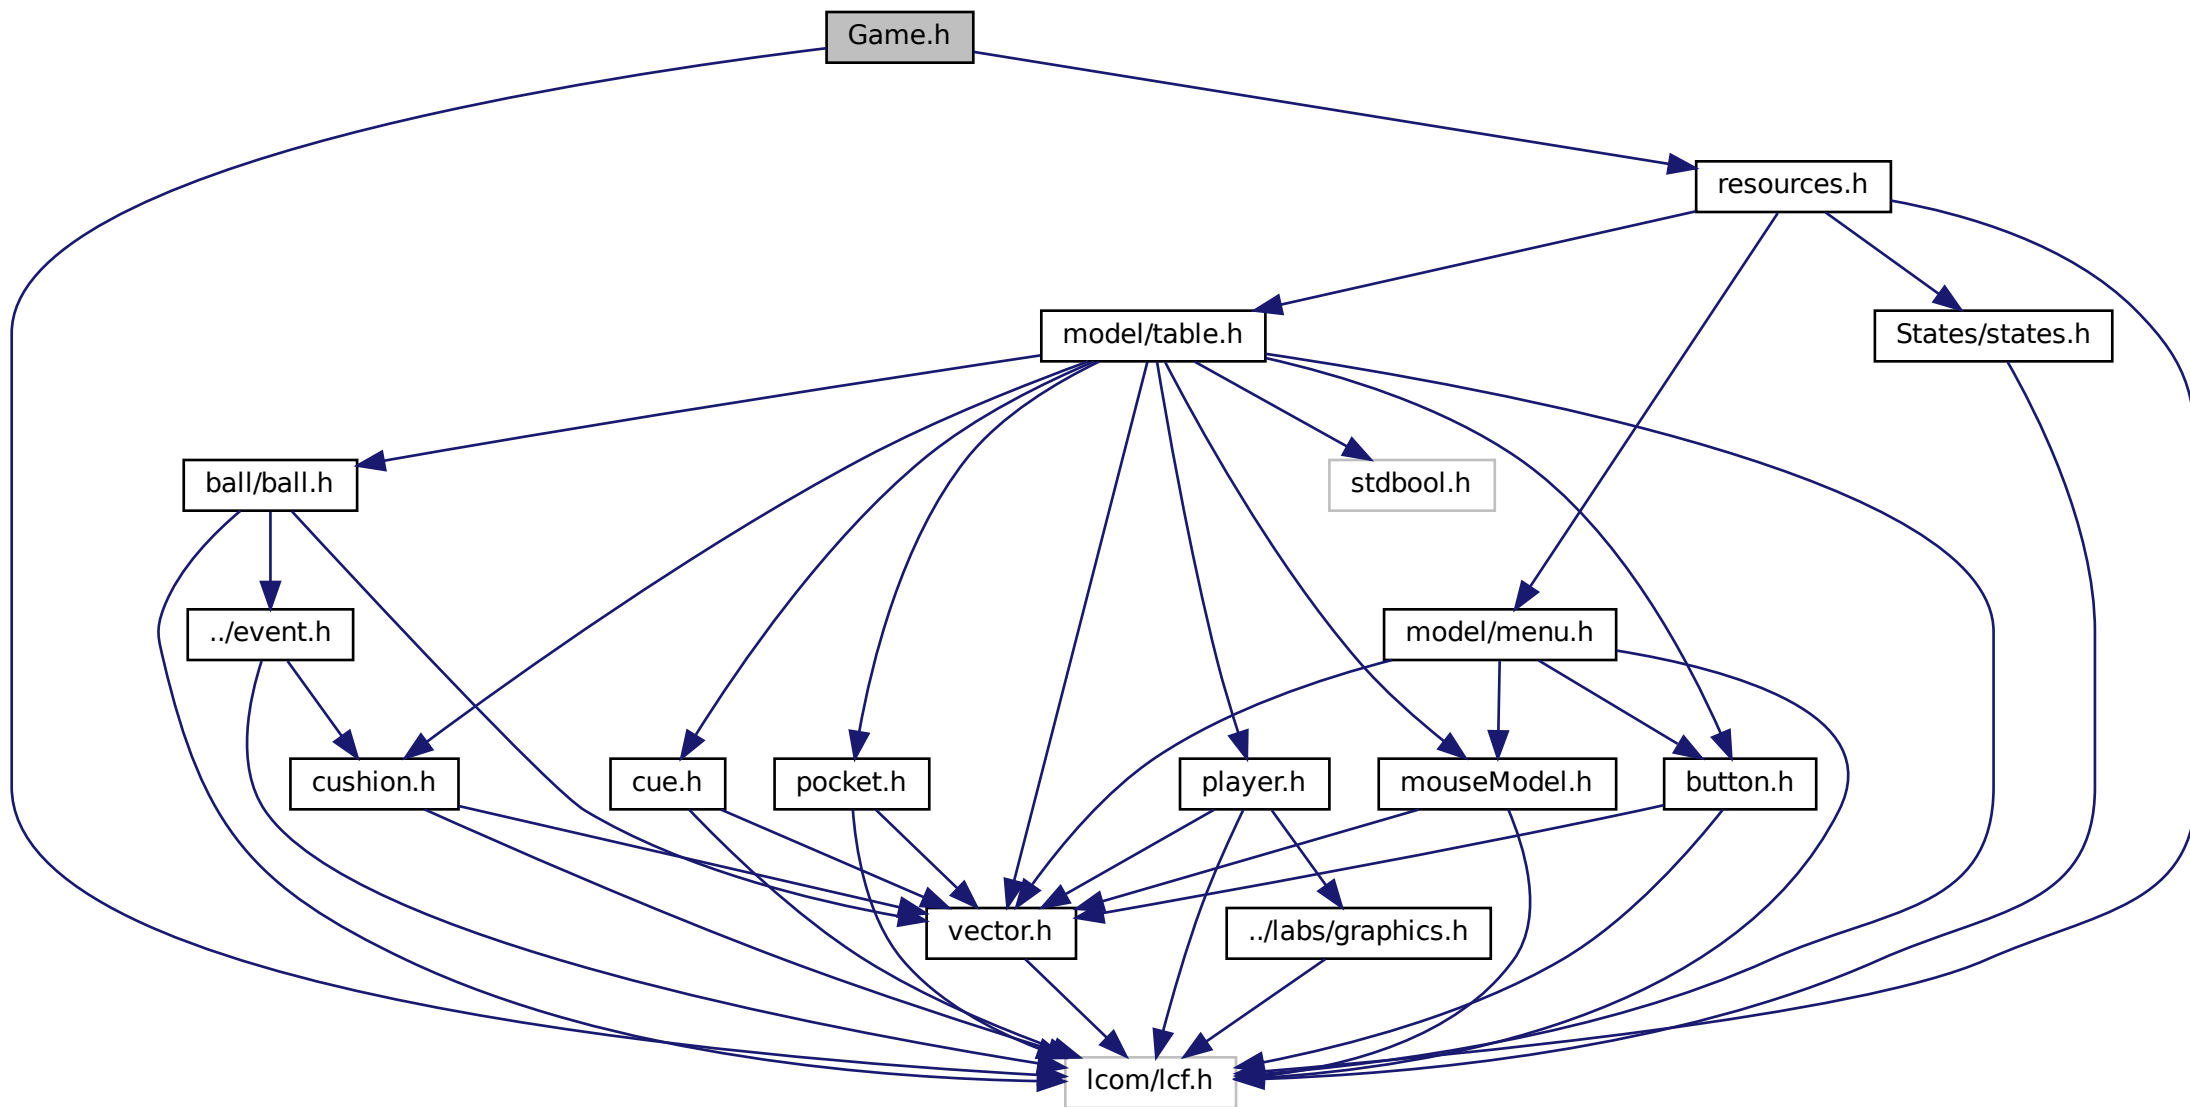 Game.h
resources.h
model/table.h
States/states.h
ball/ball.h
stdbool.h
../event.h
model/menu.h
cushion.h
cue.h
pocket.h
player.h
mouseModel.h
button.h
vector.h
../labs/graphics.h
lcom/lcf.h